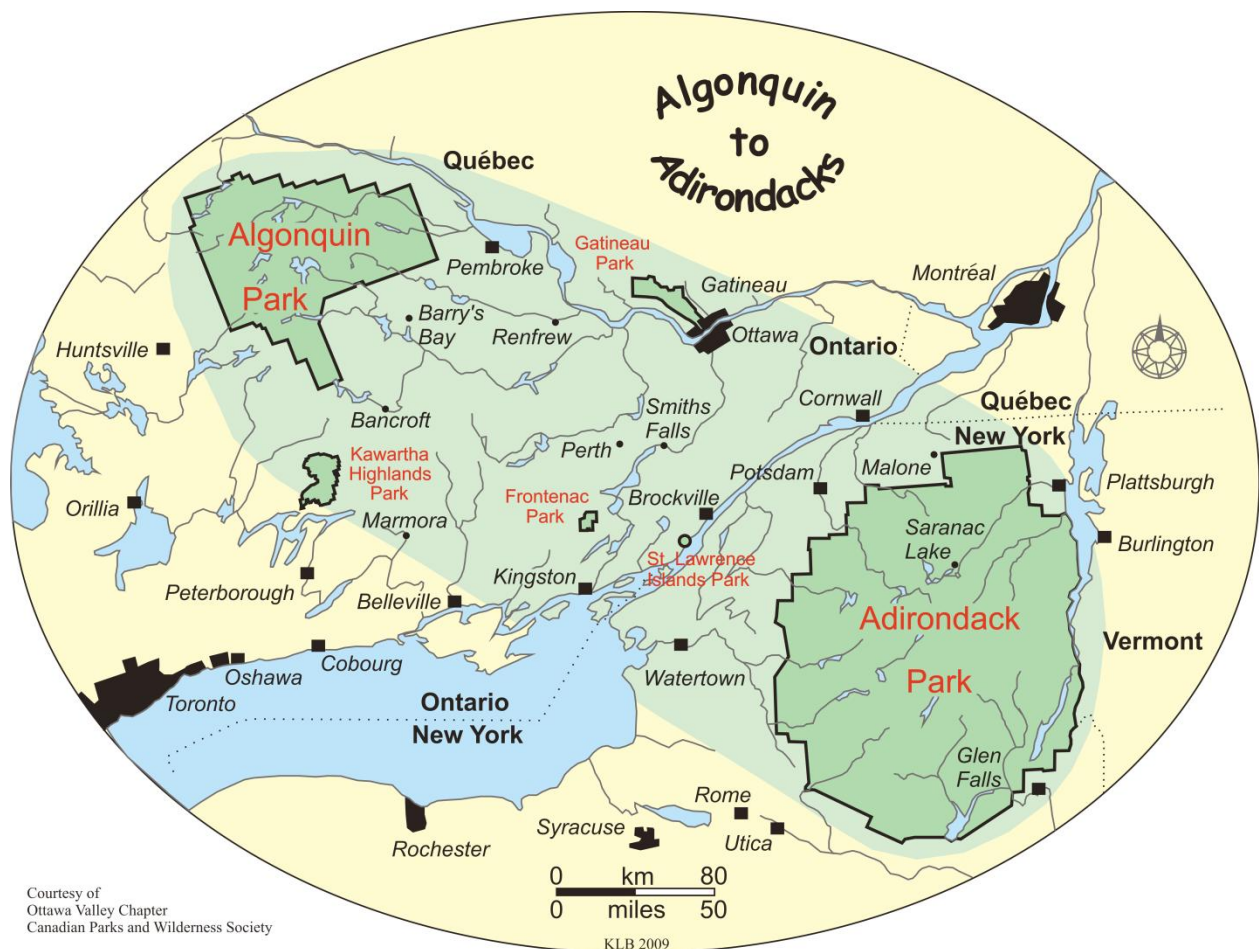 Algonquin
to
Adirondacks
Québec
Algonquin
Park
Pembroke
Gatineau
Park
Gatineau
Montréal
Barry's
Bay
Renfrew
Ottawa
Ontario
Huntsville
Bancroft
Smiths
Falls
Cornwall
Québec
New York
Perth
Kawartha
Highlands
Park
Malone
Potsdam
Plattsburgh
Orillia
Frontenac
Park
Brockville
Marmora
Saranac
Lake
Burlington
St. Lawrence
Islands Park
Kingston
Peterborough
Belleville
Adirondack
Park
Vermont
Cobourg
Watertown
Oshawa
Toronto
Ontario
New York
Glen
Falls
Rome
Utica
Syracuse
Rochester
0 km 80
0 miles 50
Courtesy of
Ottawa Valley Chapter
Canadian Parks and Wilderness Society
KLB 2009